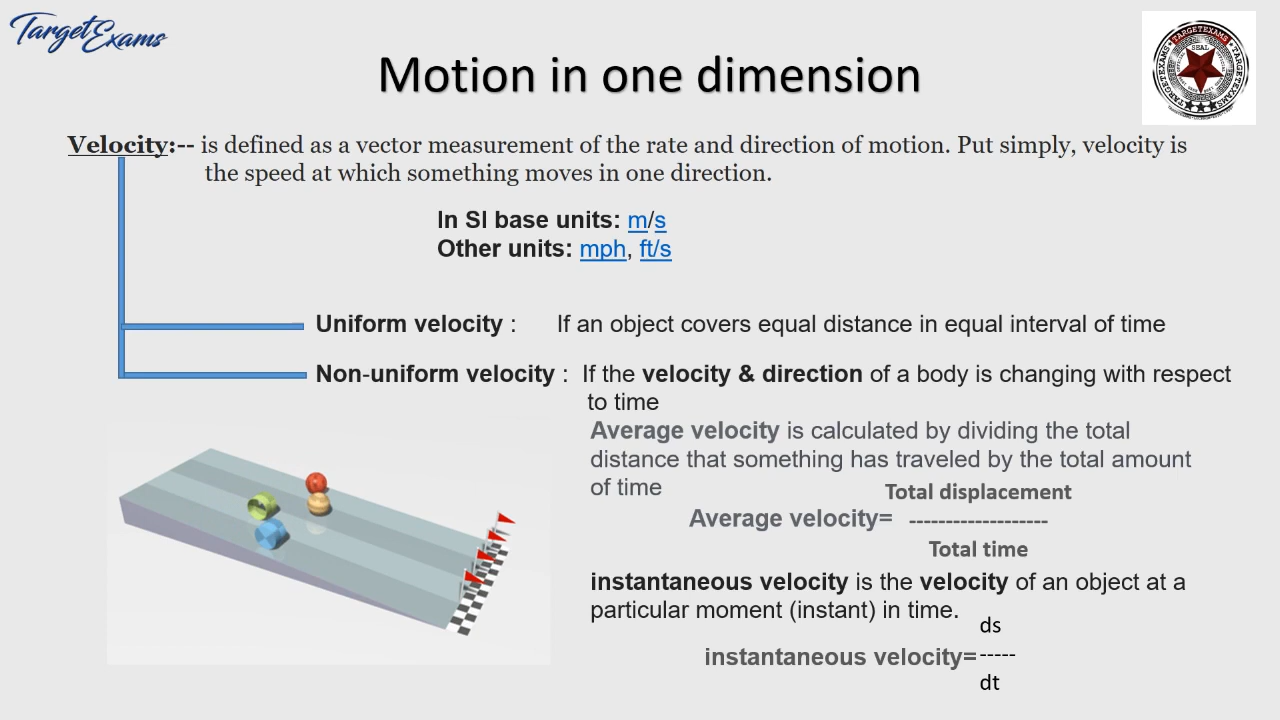 TargetExams
Motion in one dimension
TARGETEXAMS
SEAL
TARGETEXAMS
TARGETEXAMS
Velocity:-- is defined as a vector measurement of the rate and direction of motion. Put simply, velocity is
the speed at which something moves in one direction.
In SI base units: m/s
Other units: mph, ft/s
Uniform velocity : If an object covers equal distance in equal interval of time
Non-uniform velocity : If the velocity & direction of a body is changing with respect
to time
Average velocity is calculated by dividing the total
distance that something has traveled by the total amount
of time
Total displacement
Average velocity= -------------------
Total time
instantaneous velocity is the velocity of an object at a
particular moment (instant) in time.
ds
instantaneous velocity=-----
dt